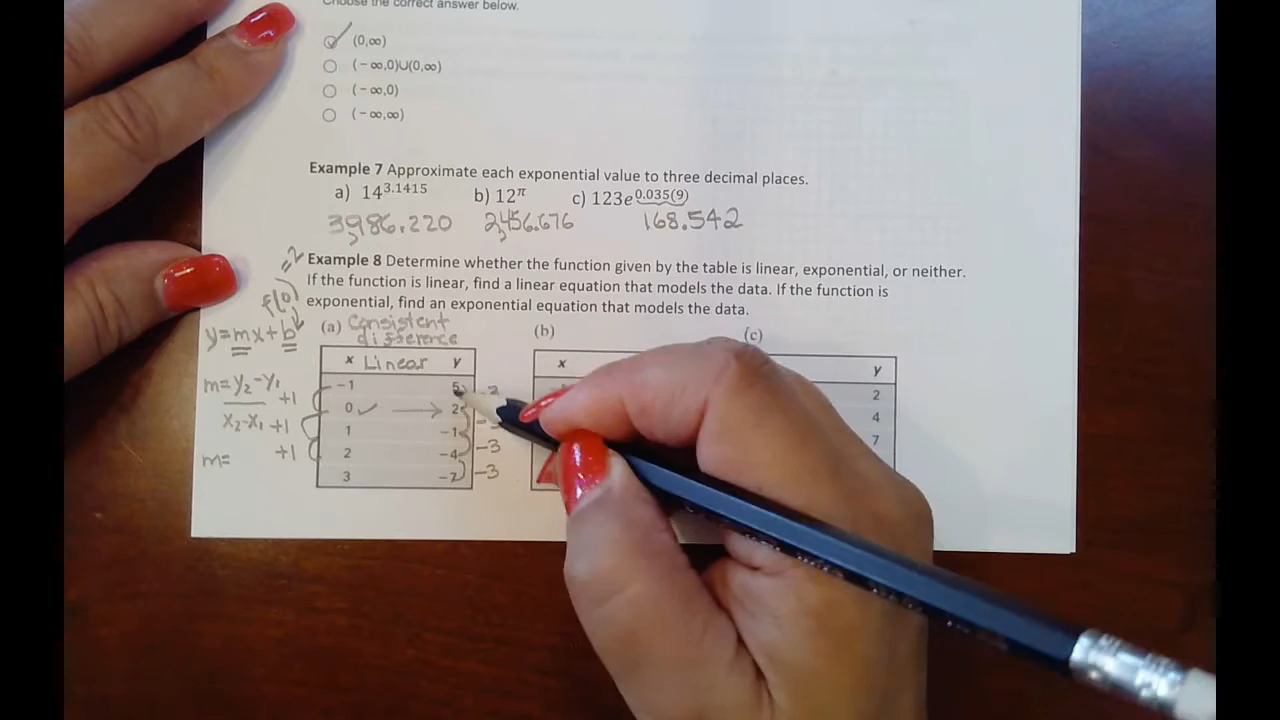 Choose the correct answer below.
(0,∞)
(−∞,0)∪(0,∞)
(−∞,0)
(−∞,∞)
Example 7 Approximate each exponential value to three decimal places.
a) 14^3.1415 b) 12^π c) 123e^0.035(9)
3,986.220 2,456.676 168.542
Example 8 Determine whether the function given by the table is linear, exponential, or neither.
If the function is linear, find a linear equation that models the data. If the function is
exponential, find an exponential equation that models the data.
=2
f(0)
y=mx+b
(a) Consistent
difference
(b)
(c)
x Linear y
x
y
m=y₂-y₁
x₂-x₁
m=
+1
+1
+1
-1 5
0 2
1 -1
2 -4 -3
3 -7 -3
2
4
7